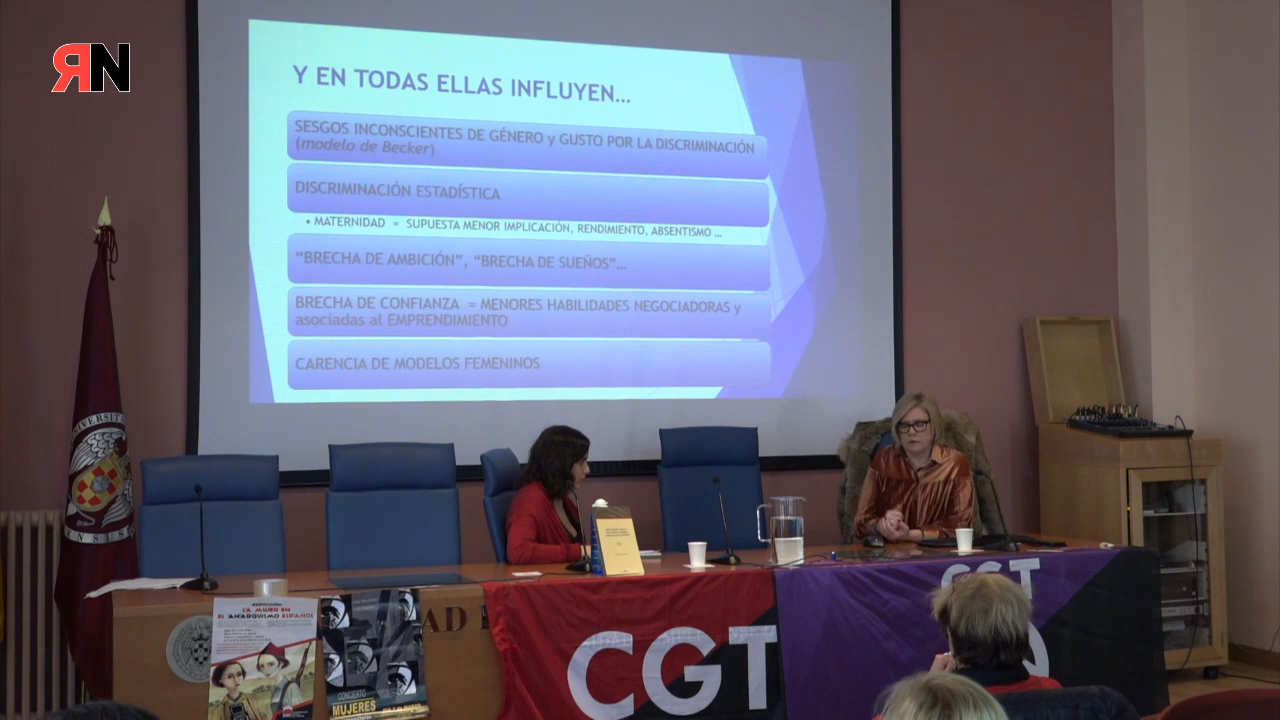 RN
Y EN TODAS ELLAS INFLUYEN...
SESGOS INCONSCIENTES DE GÉNERO y GUSTO POR LA DISCRIMINACIÓN
(modelo de Becker)
DISCRIMINACIÓN ESTADÍSTICA
• MATERNIDAD = SUPUESTA MENOR IMPLICACIÓN, RENDIMIENTO, ABSENTISMO ...
"BRECHA DE AMBICIÓN", "BRECHA DE SUEÑOS"...
BRECHA DE CONFIANZA = MENORES HABILIDADES NEGOCIADORAS y
asociadas al EMPRENDIMIENTO
CARENCIA DE MODELOS FEMENINOS
LA MUJER EN
EL ANARQUISMO ESPAÑOL
CONCIERTO
MUJERES
AD
CGT
CGT